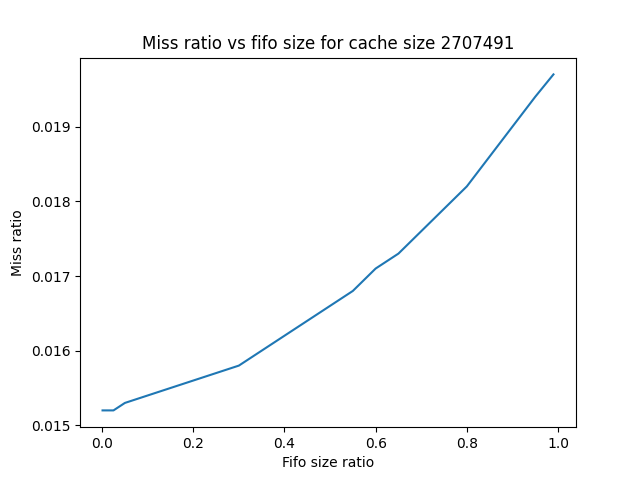 Miss ratio vs fifo size for cache size 2707491
Miss ratio
0.019
0.018
0.017
0.016
0.015
0.0 0.2 0.4 0.6 0.8 1.0
Fifo size ratio